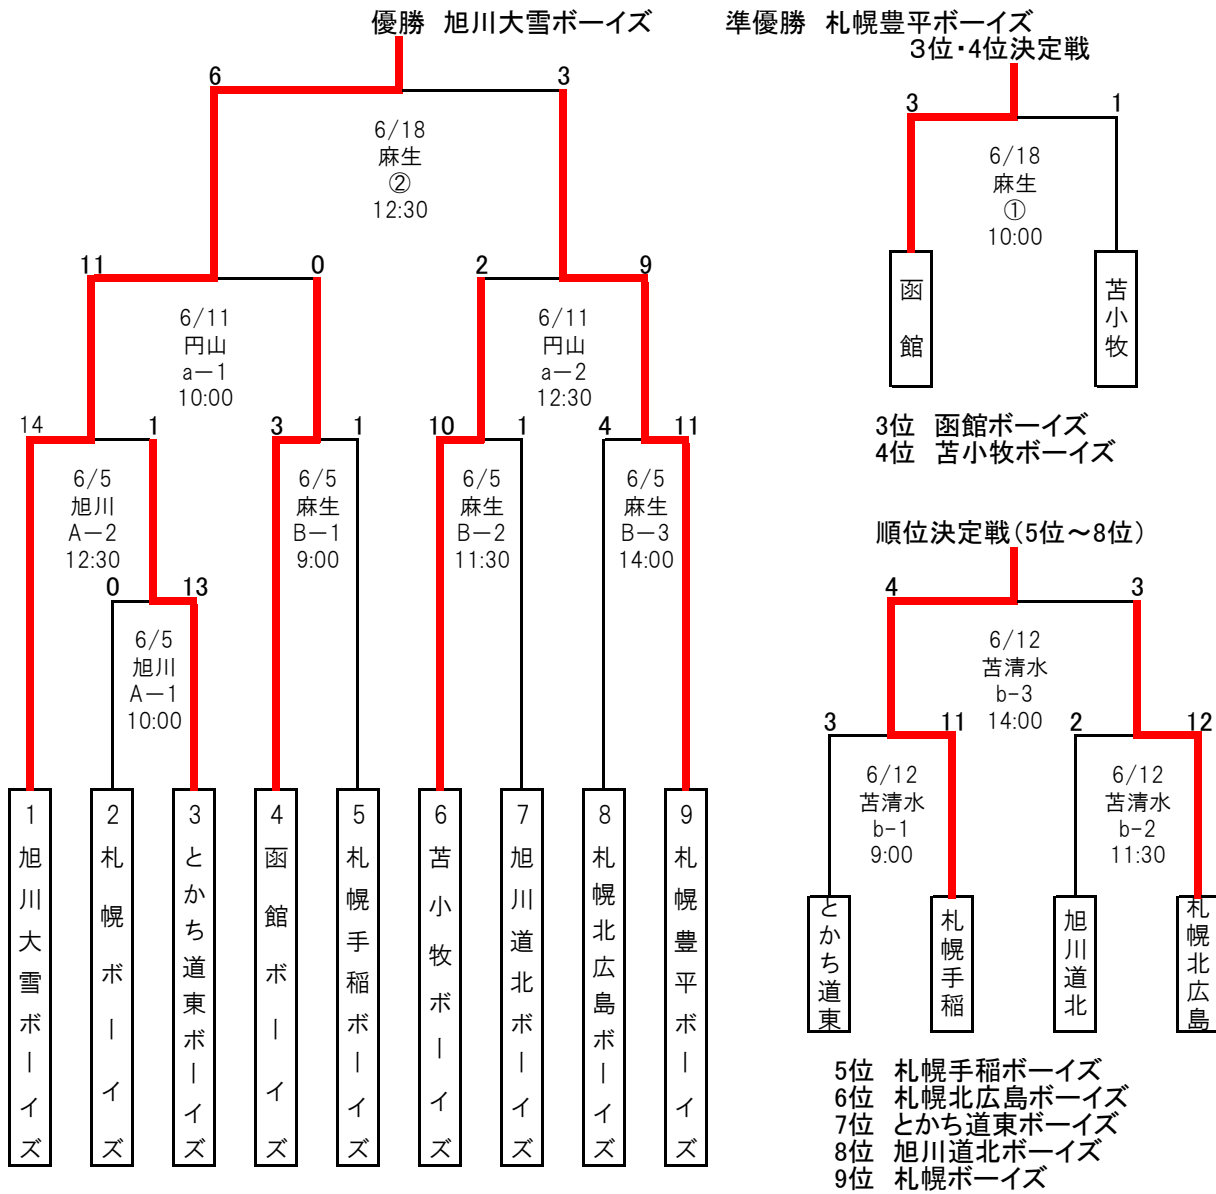 優勝　旭川大雪ボーイズ
準優勝　札幌豊平ボーイズ
3位・4位決定戦
6
3
6/18
麻生
②
12:30
3
1
6/18
麻生
①
10:00
函館
苫小牧
3位　函館ボーイズ
4位　苫小牧ボーイズ
11
0
2
9
6/11
円山
a－1
10:00
6/11
円山
a－2
12:30
14
1
3
1
10
1
4
11
6/5
旭川
A－2
12:30
6/5
麻生
B－1
9:00
6/5
麻生
B－2
11:30
6/5
麻生
B－3
14:00
0
13
6/5
旭川
A－1
10:00
1 旭川大雪ボーイズ
2 札幌ボーイズ
3 とかち道東ボーイズ
4 函館ボーイズ
5 札幌手稲ボーイズ
6 苫小牧ボーイズ
7 旭川道北ボーイズ
8 札幌北広島ボーイズ
9 札幌豊平ボーイズ
順位決定戦（5位～8位）
4
3
6/12
苫清水
b-3
14:00
3
11
2
12
6/12
苫清水
b-1
9:00
6/12
苫清水
b-2
11:30
とかち道東
札幌手稲
旭川道北
札幌北広島
5位　札幌手稲ボーイズ
6位　札幌北広島ボーイズ
7位　とかち道東ボーイズ
8位　旭川道北ボーイズ
9位　札幌ボーイズ